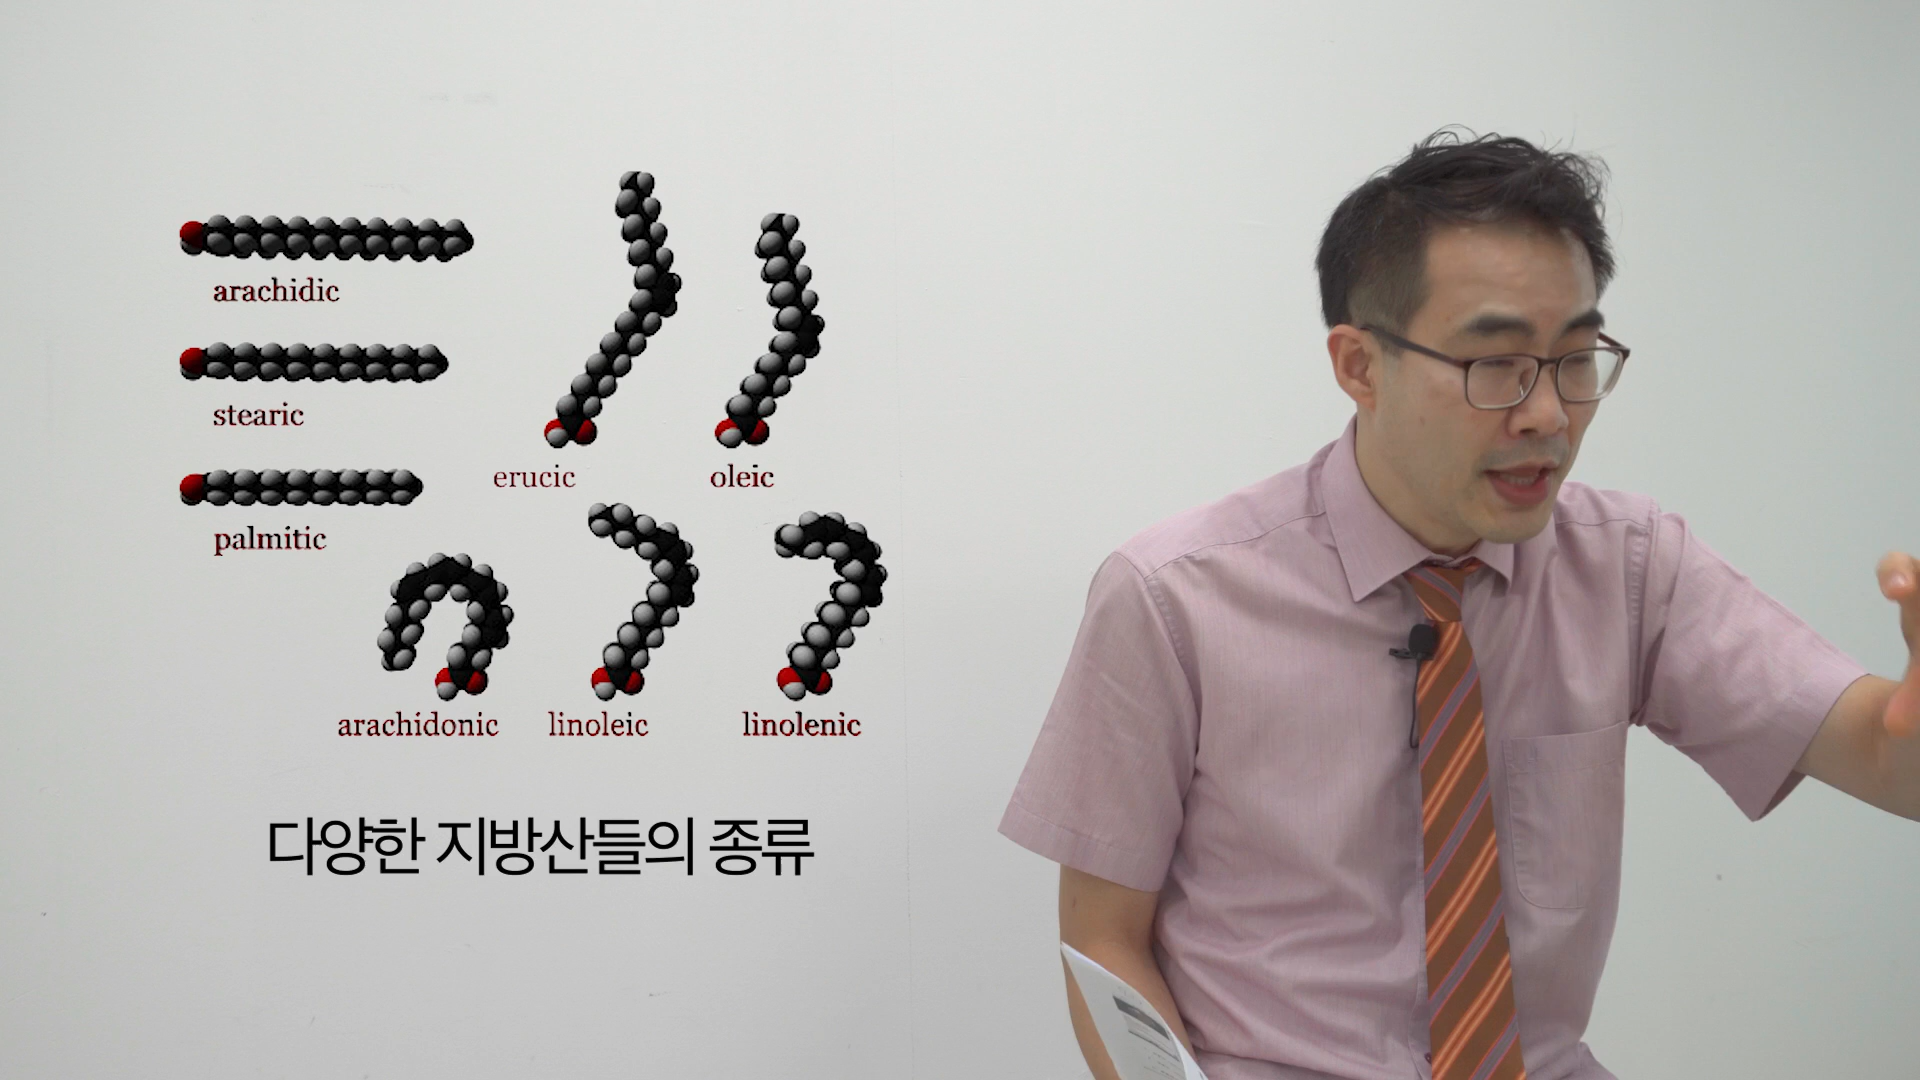 arachidic
stearic
palmitic
erucic
oleic
arachidonic
linoleic
linolenic
다양한 지방산들의 종류